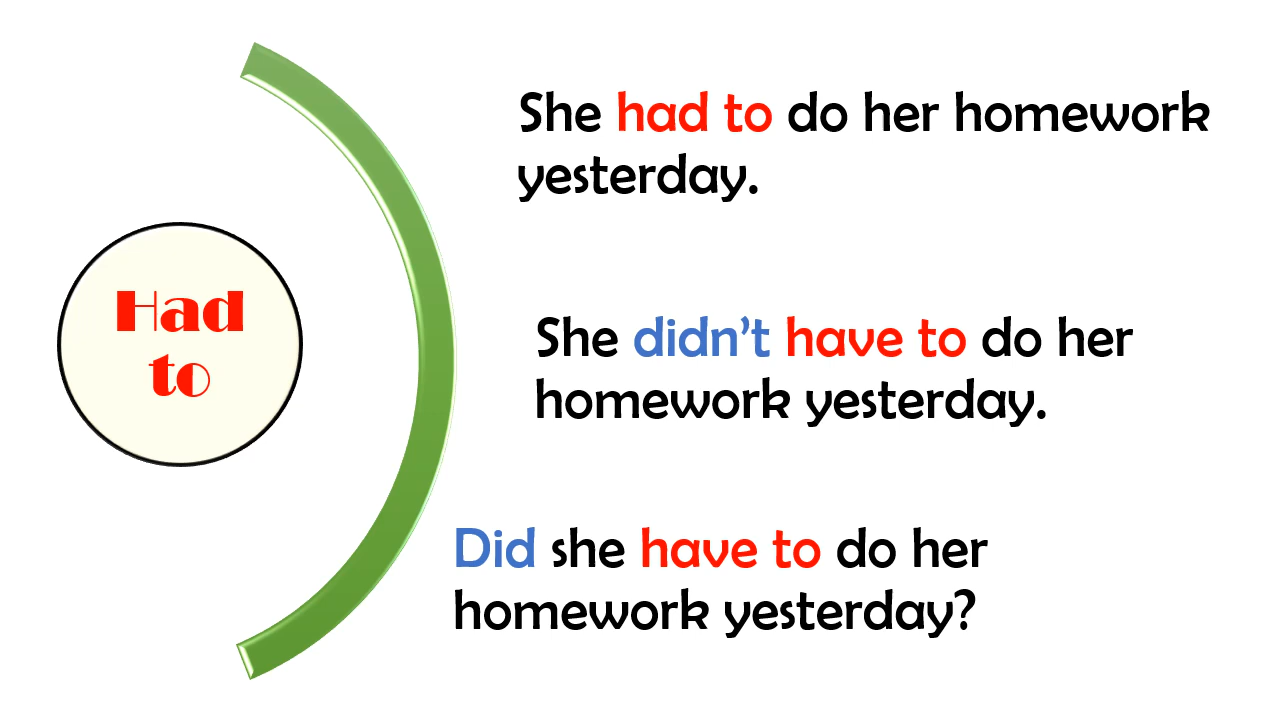 Had
to
She had to do her homework
yesterday.
She didn’t have to do her
homework yesterday.
Did she have to do her
homework yesterday?